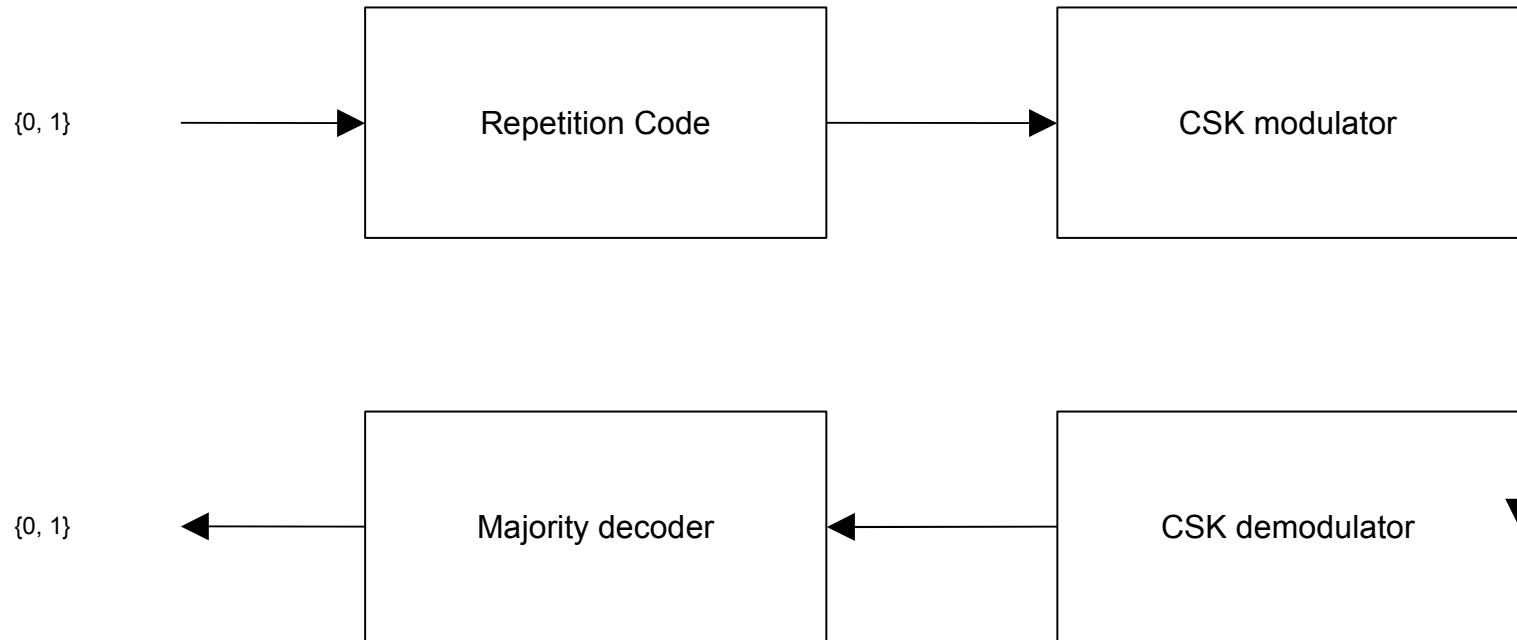 {0, 1}
Repetition Code
CSK modulator
{0, 1}
Majority decoder
CSK demodulator